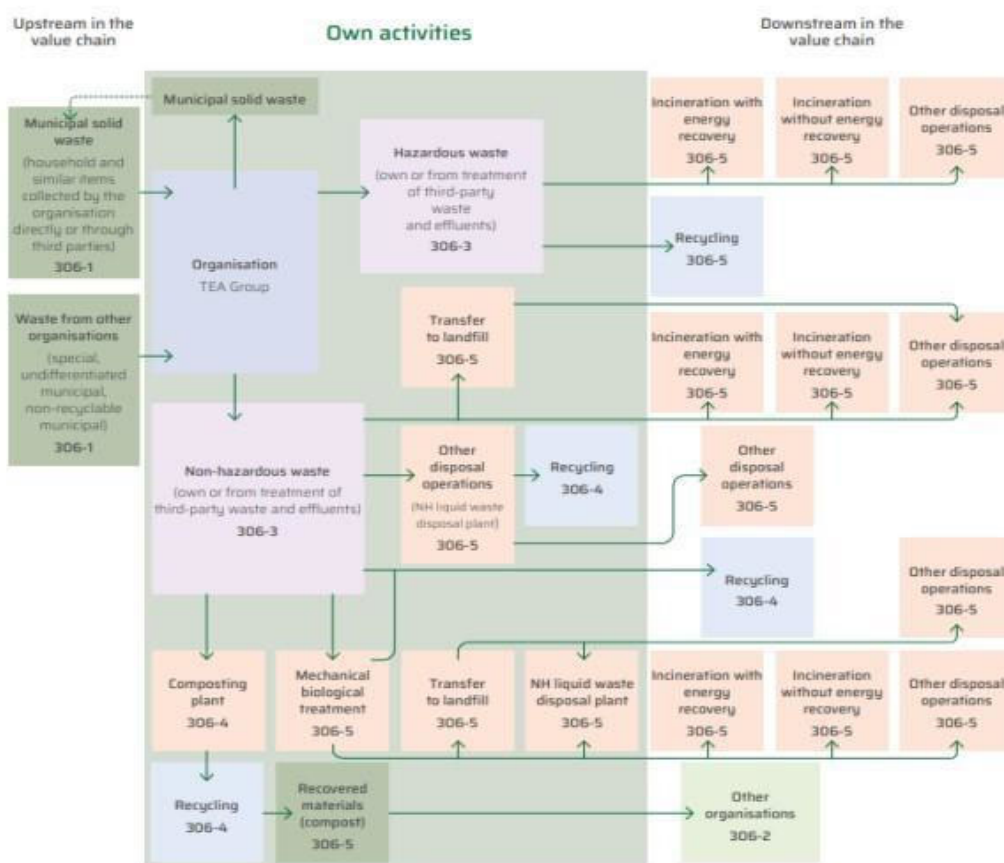 Upstream in the
value chain
Own activities
Downstream in the
value chain
Municipal solid waste
Municipal solid
waste
(household and
similar items
collected by the
organisation
directly or through
third parties)
306-1
Waste from other
organisations
(special,
undifferentiated
municipal,
non-recyclable
municipal)
306-1
Organisation
TEA Group
Hazardous waste
(own or from treatment
of third-party
waste
and effluents)
306-3
Incineration with
energy
recovery
306-5
Incineration
without energy
recovery
306-5
Other disposal
operations
306-5
Recycling
306-5
Transfer
to landfill
306-5
Incineration with
energy
recovery
306-5
Incineration
without energy
recovery
306-5
Other disposal
operations
306-5
Non-hazardous waste
(own or from treatment of
third-party waste and effluents)
306-3
Other
disposal
operations
(NH liquid waste
disposal plant)
306-5
Recycling
306-4
Other
disposal
operations
306-5
Recycling
306-4
Other disposal
operations
306-5
Composting
plant
306-4
Mechanical
biological
treatment
306-5
Transfer
to landfill
306-5
NH liquid waste
disposal plant
306-5
Incineration with
energy
recovery
306-5
Incineration
without energy
recovery
306-5
Other disposal
operations
306-5
Recycling
306-4
Recovered
materials
(compost)
306-5
Other
organisations
306-2